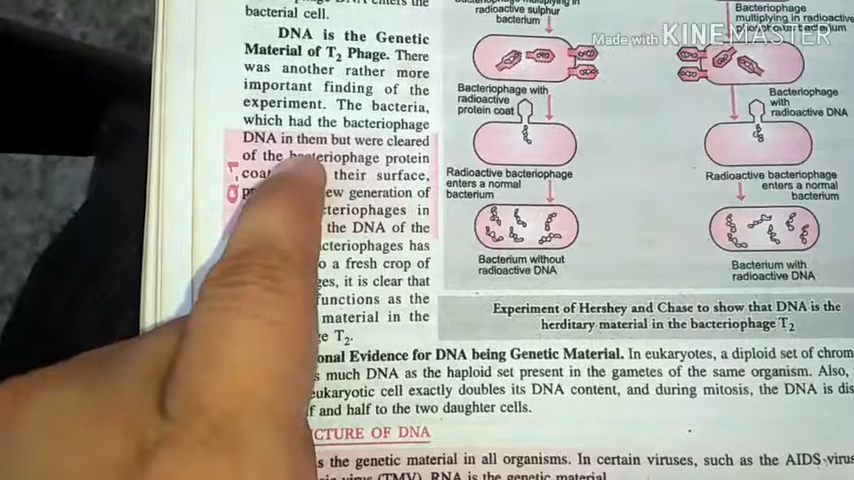 bacterial cell.
DNA is the Genetic
Material of T2 Phage. There
was another rather more
important finding of the
experiment. The bacteria,
which had the bacteriophage
DNA in them but were cleared
of the bacteriophage protein
their surface,
new generation of
bacteriophages in
the DNA of the
bacteriophages has
a fresh crop of
it is clear that
functions as the
material in the
T2.
Evidence for DNA being Genetic Material. In eukaryotes, a diploid set of
much DNA as the haploid set present in the gametes of the same organism. Also,
eukaryotic cell exactly doubles its DNA content, and during mitosis, the DNA is
and half to the two daughter cells.
OF DNA
is the genetic material in all organisms. In certain viruses, such as the AIDS virus
(TMV), RNA is the genetic material
multiplying in
radioactive sulphur
bacterium
Bacteriophage with
radioactive
protein coat
Radioactive bacteriophage
enters a normal
bacterium
Bacterium without
radioactive DNA
Bacteriophage
multiplying in radioactive
bacterium
Bacteriophage
with
radioactive DNA
Radioactive bacteriophage
enters a normal
bacterium
Bacterium with
radioactive DNA
Experiment of Hershey and Chase to show that DNA is the
herditary material in the bacteriophage T2
Made with KINEMASTER